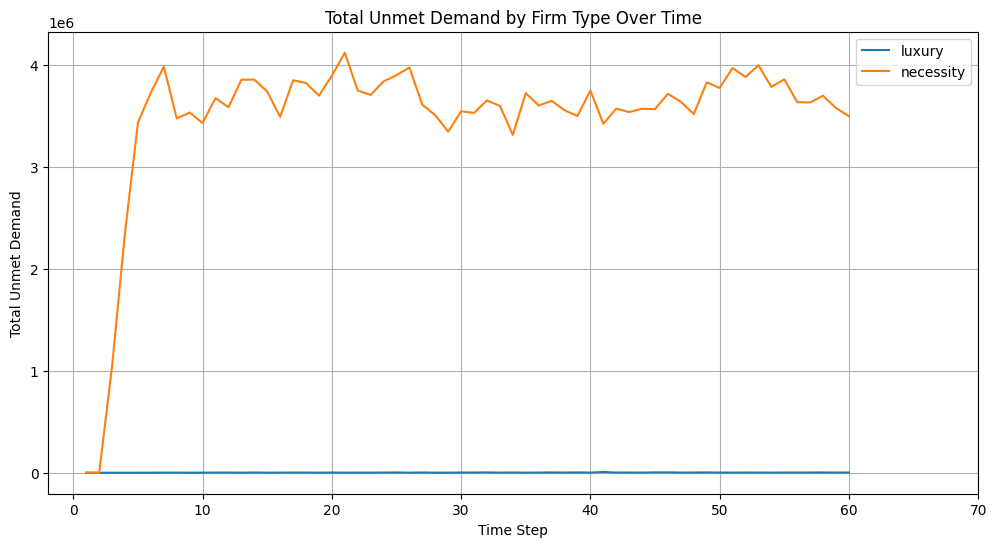 Total Unmet Demand by Firm Type Over Time
1e6
luxury
necessity
4
3
2
1
0
Total Unmet Demand
0 10 20 30 40 50 60 70
Time Step